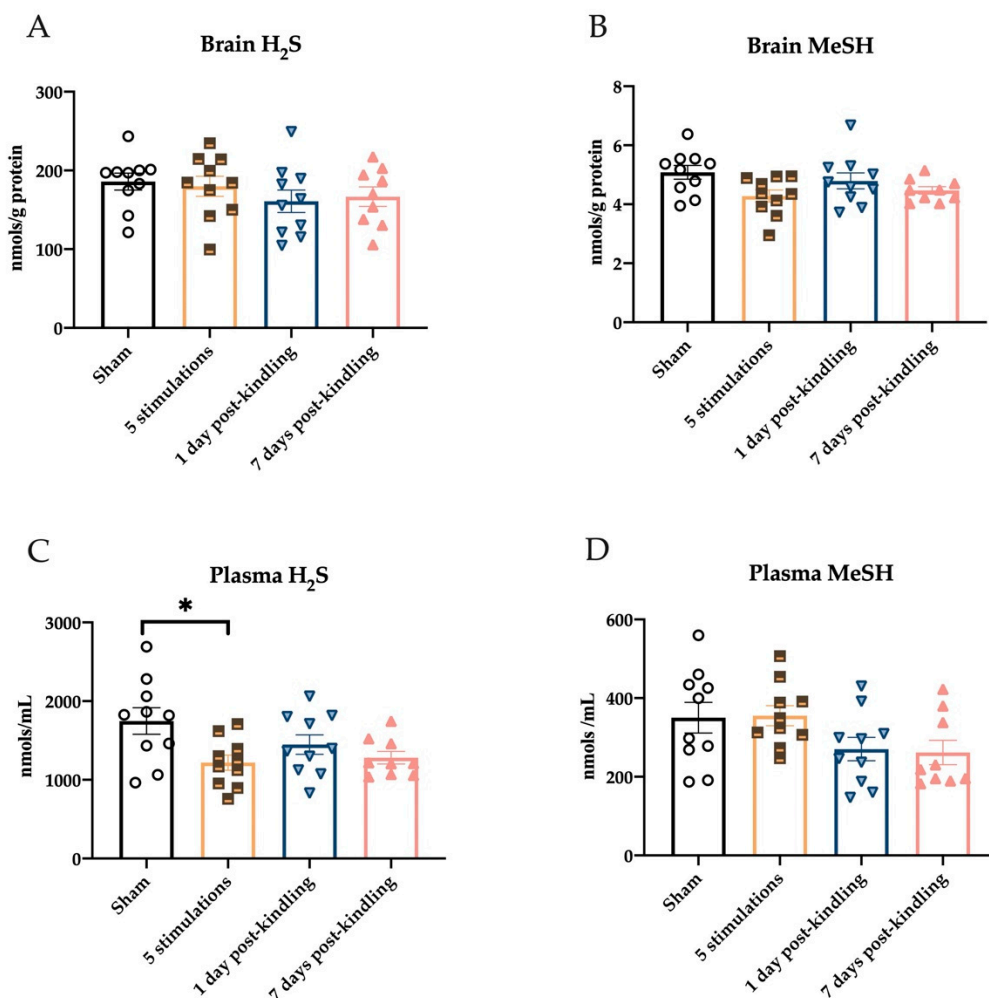 A
Brain H₂S
nmols/g protein
300
200
100
0
Sham
5 stimulations
1 day post-kindling
7 days post-kindling
B
Brain MeSH
nmols/g protein
8
6
4
2
0
Sham
5 stimulations
1 day post-kindling
7 days post-kindling
C
Plasma H₂S
*
nmols/mL
3000
2000
1000
0
Sham
5 stimulations
1 day post-kindling
7 days post-kindling
D
Plasma MeSH
nmols /mL
600
400
200
0
Sham
5 stimulations
1 day post-kindling
7 days post-kindling